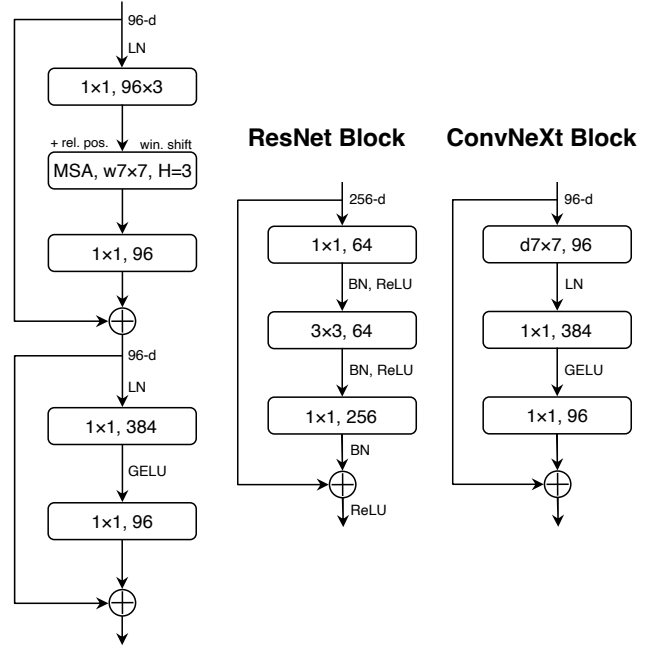 96-d
LN
1×1, 96×3
+ rel. pos. win. shift
MSA, w7×7, H=3
1×1, 96
96-d
LN
1×1, 384
GELU
1×1, 96
ResNet Block
256-d
1×1, 64
BN, ReLU
3×3, 64
BN, ReLU
1×1, 256
BN
ReLU
ConvNeXt Block
96-d
d7×7, 96
LN
1×1, 384
GELU
1×1, 96